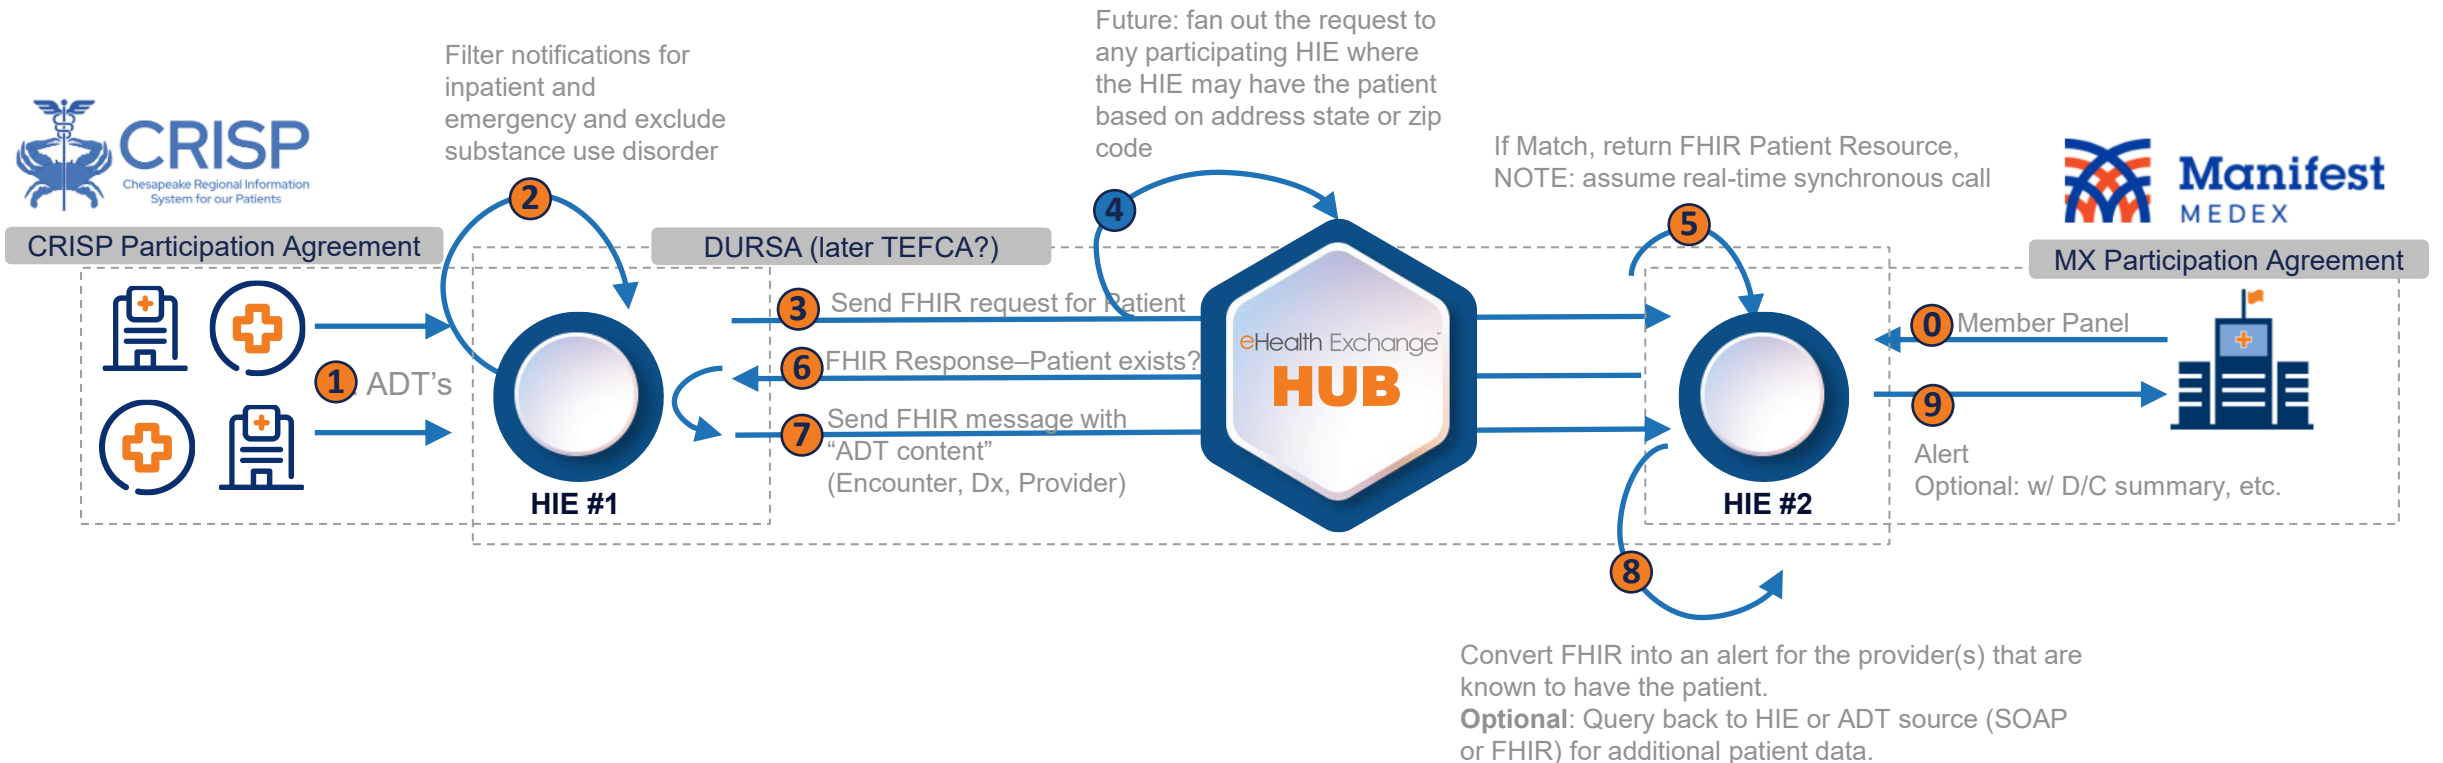 Future: fan out the request to
any participating HIE where
the HIE may have the patient
based on address state or zip
code
Filter notifications for
inpatient and
emergency and exclude
substance use disorder
CRISP
Chesapeake Regional Information
System for our Patients
If Match, return FHIR Patient Resource,
NOTE: assume real-time synchronous call
Manifest
MEDEX
2
4
5
CRISP Participation Agreement
DURSA (later TEFCA?)
MX Participation Agreement
3 Send FHIR request for Patient
0 Member Panel
eHealth Exchange™
HUB
6 FHIR Response–Patient exists?
1 ADT's
9
7 Send FHIR message with
“ADT content”
(Encounter, Dx, Provider)
Alert
Optional: w/ D/C summary, etc.
HIE #1
HIE #2
8
Convert FHIR into an alert for the provider(s) that are
known to have the patient.
Optional: Query back to HIE or ADT source (SOAP
or FHIR) for additional patient data.